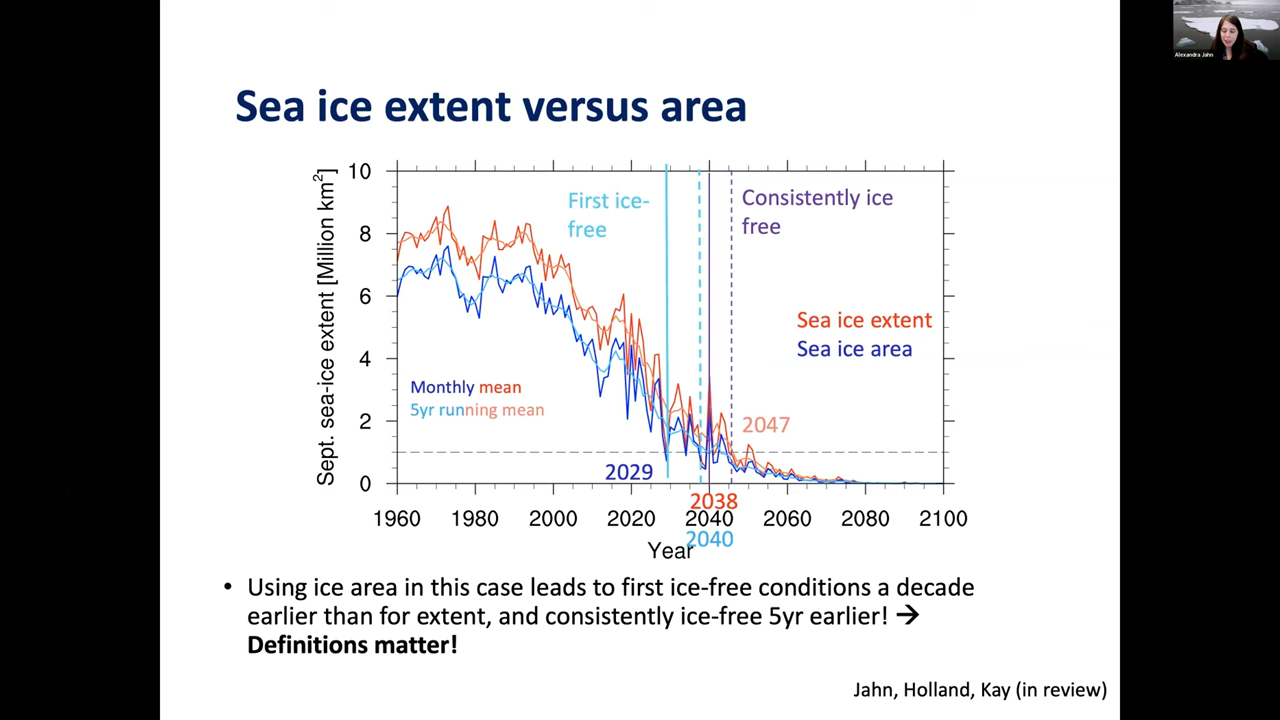 Alexandra Jahn
Sea ice extent versus area
Sept. sea-ice extent [Million km²]
10
8
6
4
2
0
First ice-
free
Consistently ice
free
Sea ice extent
Sea ice area
Monthly mean
5yr running mean
2047
2029
2038
1960 1980 2000 2020 2040 2060 2080 2100
2040
Year
• Using ice area in this case leads to first ice-free conditions a decade
earlier than for extent, and consistently ice-free 5yr earlier! →
Definitions matter!
Jahn, Holland, Kay (in review)